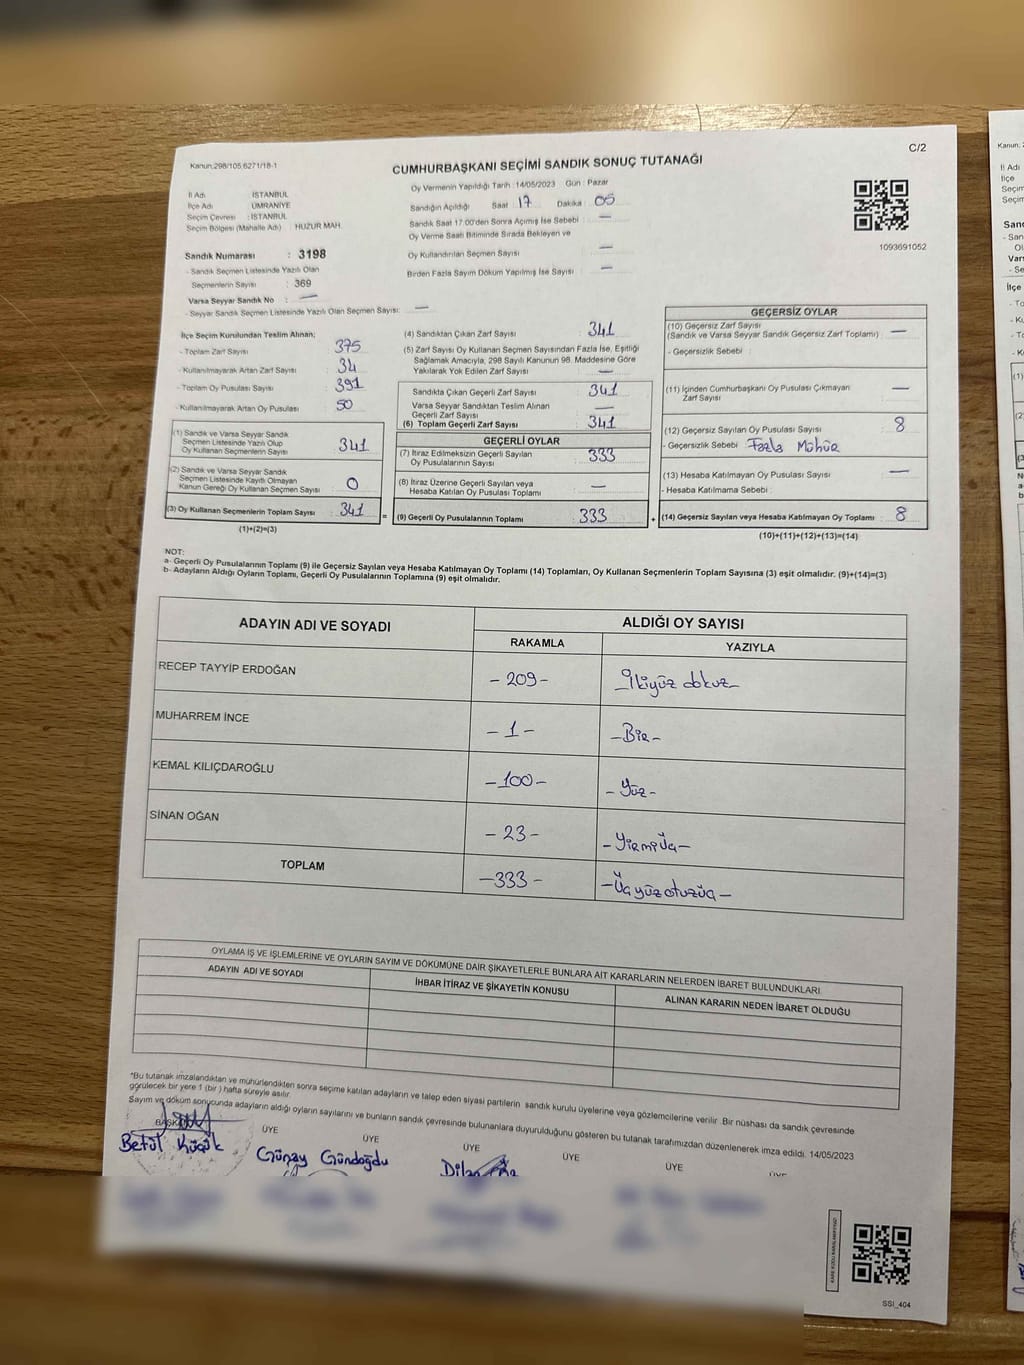 C/2
Kanun:298/105,6271/18-1
CUMHURBAŞKANI SEÇİMİ SANDIK SONUÇ TUTANAĞI
Oy Vermenin Yapıldığı Tarih :14/05/2023 Gün : Pazar
İl Adı : İSTANBUL
İlçe Adı : ÜMRANİYE
Seçim Çevresi : İSTANBUL
Seçim Bölgesi (Mahalle Adı) : HUZUR MAH.
Sandığın Açıldığı Saat : 17 Dakika : 05
Sandık Saat 17.00'den Sonra Açımış İse Sebebi : —
Oy Verme Saati Bitiminde Sırada Bekleyen ve
Oy Kullandırılan Seçmen Sayısı : —
Birden Fazla Sayım Döküm Yapılmış İse Sayısı : —
1093691052
Sandık Numarası : 3198
- Sandık Seçmen Listesinde Yazılı Olan
Seçmenlerin Sayısı : 369
Varsa Seyyar Sandık No : —
- Seyyar Sandık Seçmen Listesinde Yazılı Olan Seçmen Sayısı: —
İlçe Seçim Kurulundan Teslim Alınan;
- Toplam Zarf Sayısı : 375
- Kullanılmayarak Artan Zarf Sayısı : 34
- Toplam Oy Pusulası Sayısı : 391
- Kullanılmayarak Artan Oy Pusulası : 50
(1) Sandık ve Varsa Seyyar Sandık
Seçmen Listesinde Yazılı Olup
Oy Kullanan Seçmenlerin Sayısı : 341
(2) Sandık ve Varsa Seyyar Sandık
Seçmen Listesinde Kayıtlı Olmayan
Kanun Gereği Oy Kullanan Seçmen Sayısı : 0
(3) Oy Kullanan Seçmenlerin Toplam Sayısı : 341
(1)+(2)=(3)
(4) Sandıktan Çıkan Zarf Sayısı : 341
(5) Zarf Sayısı Oy Kullanan Seçmen Sayısından Fazla İse, Eşitliği
Sağlamak Amacıyla, 298 Sayılı Kanunun 98. Maddesine Göre
Yakılarak Yok Edilen Zarf Sayısı : —
Sandıkta Çıkan Geçerli Zarf Sayısı : 341
Varsa Seyyar Sandıktan Teslim Alınan
Geçerli Zarf Sayısı : —
(6) Toplam Geçerli Zarf Sayısı : 341
GEÇERLİ OYLAR
(7) İtiraz Edilmeksizin Geçerli Sayılan
Oy Pusulalarının Sayısı : 333
(8) İtiraz Üzerine Geçerli Sayılan veya
Hesaba Katılan Oy Pusulası Toplamı : —
= (9) Geçerli Oy Pusulalarının Toplamı : 333
GEÇERSİZ OYLAR
(10) Geçersiz Zarf Sayısı
(Sandık ve Varsa Seyyar Sandık Geçersiz Zarf Toplamı) : —
- Geçersizlik Sebebi :
(11) İçinden Cumhurbaşkanı Oy Pusulası Çıkmayan
Zarf Sayısı : —
(12) Geçersiz Sayılan Oy Pusulası Sayısı : 8
- Geçersizlik Sebebi : Fazla Mühür
(13) Hesaba Katılmayan Oy Pusulası Sayısı : —
- Hesaba Katılmama Sebebi :
+ (14) Geçersiz Sayılan veya Hesaba Katılmayan Oy Toplamı : 8
(10)+(11)+(12)+(13)=(14)
NOT:
a- Geçerli Oy Pusulalarının Toplamı (9) ile Geçersiz Sayılan veya Hesaba Katılmayan Oy Toplamı (14) Toplamları, Oy Kullanan Seçmenlerin Toplam Sayısına (3) eşit olmalıdır. (9)+(14)=(3)
b- Adayların Aldığı Oyların Toplamı, Geçerli Oy Pusulalarının Toplamına (9) eşit olmalıdır.
ADAYIN ADI VE SOYADI ALDIĞI OY SAYISI
RAKAMLA YAZIYLA
RECEP TAYYİP ERDOĞAN - 209 - İkiyüz dokuz
MUHARREM İNCE - 1 - - Bir -
KEMAL KILIÇDAROĞLU - 100 - - Yüz -
SİNAN OĞAN - 23 - - Yirmiüç -
TOPLAM - 333 - - Üçyüzotuzüç -
OYLAMA İŞ VE İŞLEMLERİNE VE OYLARIN SAYIM VE DÖKÜMÜNE DAİR ŞİKAYETLERLE BUNLARA AİT KARARLARIN NELERDEN İBARET BULUNDUKLARI
ADAYIN ADI VE SOYADI İHBAR İTİRAZ VE ŞİKAYETİN KONUSU ALINAN KARARIN NEDEN İBARET OLDUĞU
*Bu tutanak imzalandıktan ve mühürlendikten sonra seçime katılan adayların ve talep eden siyasi partilerin sandık kurulu üyelerine veya gözlemcilerine verilir .Bir nüshası da sandık çevresinde
görülecek bir yere 1 (bir ) hafta süreyle asılır.
Sayım ve döküm sonucunda adayların aldığı oyların sayılarını ve bunların sandık çevresinde bulunanlara duyurulduğunu gösteren bu tutanak tarafımızdan düzenlenerek imza edildi. 14/05/2023
BAŞKAN ÜYE ÜYE ÜYE ÜYE ÜYE
Betül Küçük Günay Gündoğdu Dilan
SSİ_404
Kanun:
İl Adı
İlçe